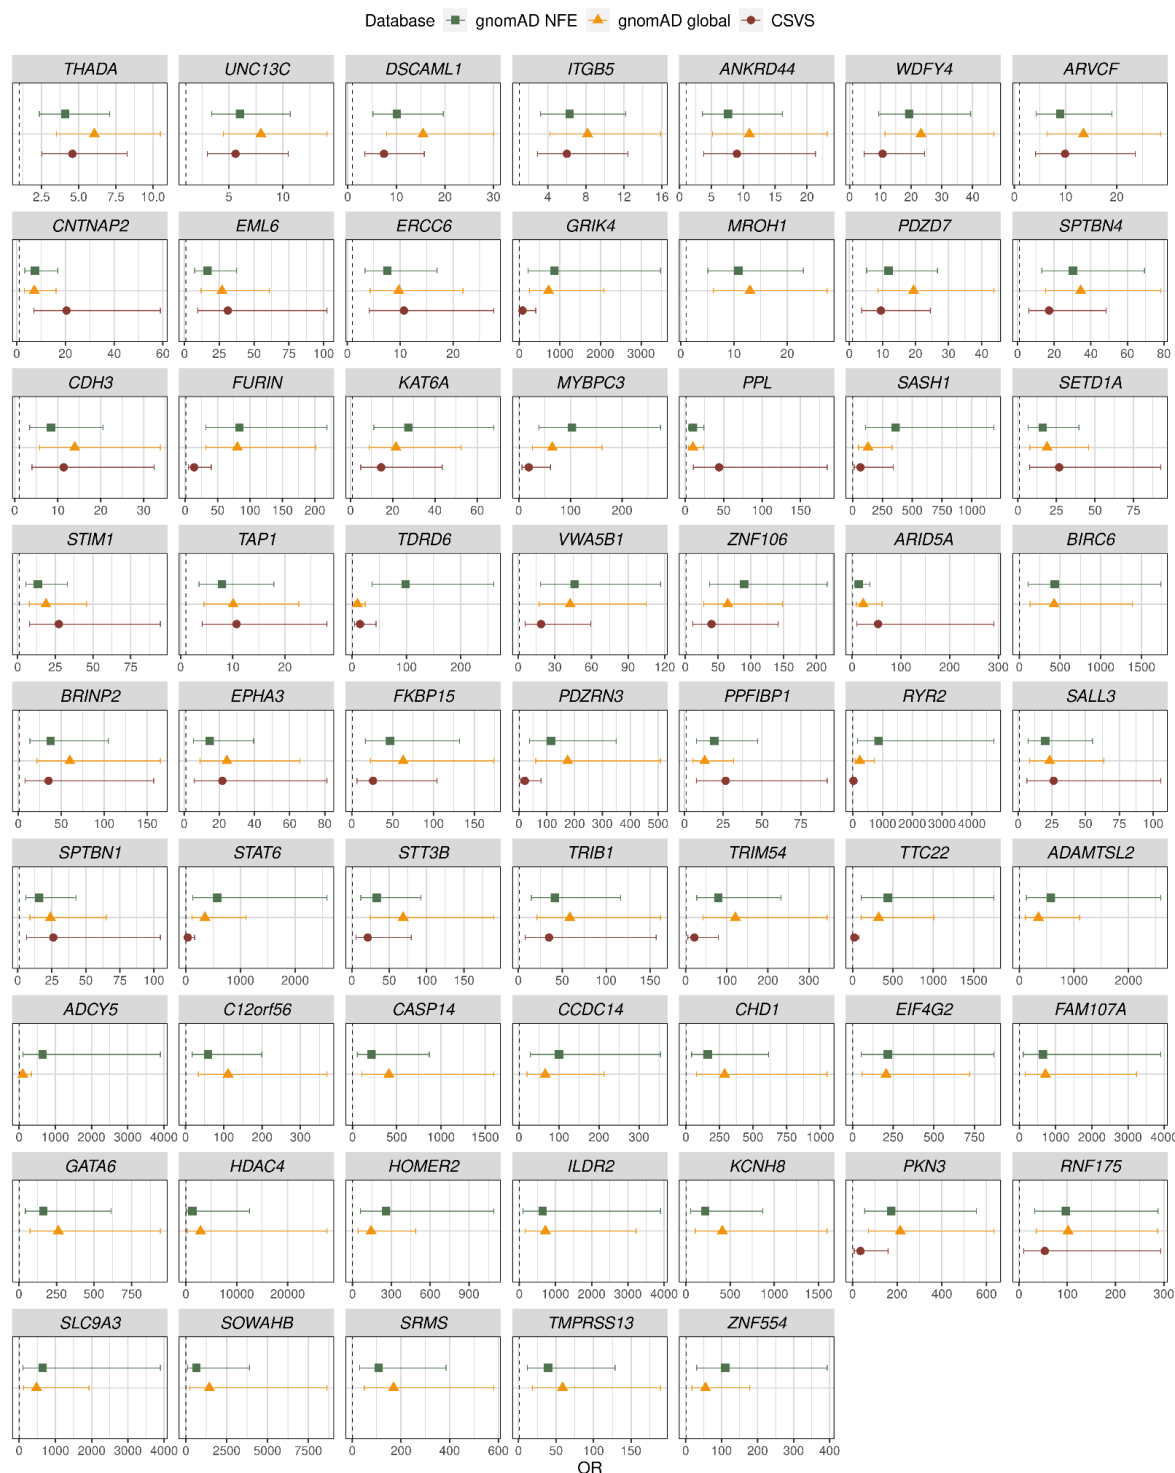 Database gnomAD NFE gnomAD global CSVS
THADA UNC13C DSCAML1 ITGB5 ANKRD44 WDFY4 ARVCF
2.5 5.0 7.5 10.0 5 10 0 10 20 30 4 8 12 16 0 5 10 15 20 0 10 20 30 40 0 10 20
CNTNAP2 EML6 ERCC6 GRIK4 MROH1 PDZD7 SPTBN4
0 20 40 60 0 25 50 75 100 0 10 20 0 1000 2000 3000 0 10 20 0 10 20 30 40 0 20 40 60 80
CDH3 FURIN KAT6A MYBPC3 PPL SASH1 SETD1A
0 10 20 30 0 50 100 150 200 0 20 40 60 0 100 200 0 50 100 150 0 250 500 750 1000 0 25 50 75
STIM1 TAP1 TDRD6 VWA5B1 ZNF106 ARID5A BIRC6
0 25 50 75 0 10 20 0 100 200 0 30 60 90 120 0 50 100 150 200 0 100 200 300 0 500 1000 1500
BRINP2 EPHA3 FKBP15 PDZRN3 PPFIBP1 RYR2 SALL3
0 50 100 150 0 20 40 60 80 0 50 100 150 0 100 200 300 400 500 0 25 50 75 0 1000 2000 3000 4000 0 25 50 75 100
SPTBN1 STAT6 STT3B TRIB1 TRIM54 TTC22 ADAMTSL2
0 25 50 75 100 0 1000 2000 0 50 100 150 0 50 100 150 0 100 200 300 0 500 1000 1500 0 1000 2000
ADCY5 C12orf56 CASP14 CCDC14 CHD1 EIF4G2 FAM107A
0 1000 2000 3000 4000 0 100 200 300 0 500 1000 1500 0 100 200 300 0 250 500 750 1000 0 250 500 750 0 1000 2000 3000 4000
GATA6 HDAC4 HOMER2 ILDR2 KCNH8 PKN3 RNF175
0 250 500 750 0 10000 20000 0 300 600 900 0 1000 2000 3000 4000 0 500 1000 1500 0 200 400 600 0 100 200 300
SLC9A3 SOWAHB SRMS TMPRSS13 ZNF554
0 1000 2000 3000 4000 0 2500 5000 7500 0 200 400 600 0 50 100 150 0 100 200 300 400
OR